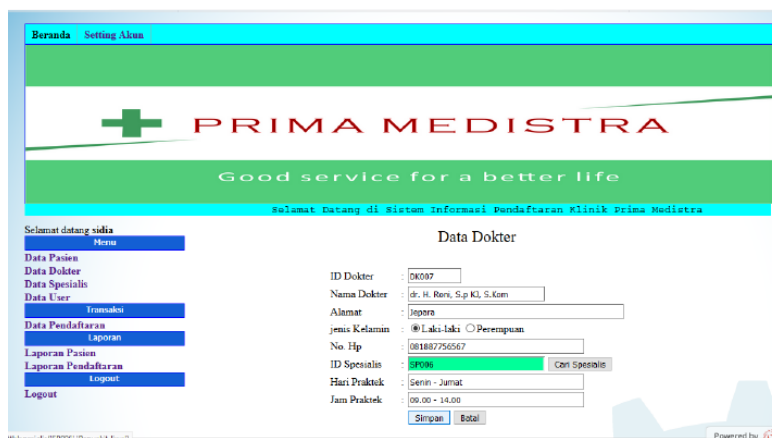 Beranda Setting Akun
PRIMA MEDISTRA
Good service for a better life
Selamat Datang di Sistem Informasi Pendaftaran Klinik Prima Medistra
Selamat datang sidia
Menu
Data Pasien
Data Dokter
Data Spesialis
Data User
Transaksi
Data Pendaftaran
Laporan
Laporan Pasien
Laporan Pendaftaran
Logout
Logout
Data Dokter
ID Dokter : DK007
Nama Dokter : dr. H. Roni, S.p KJ, S.Kom
Alamat : Jepara
jenis Kelamin : Laki-laki Perempuan
No. Hp : 081887756567
ID Spesialis : SP006 Cari Spesialis
Hari Praktek : Senin - Jumat
Jam Praktek : 09.00 - 14.00
Simpan Batal
Powered by